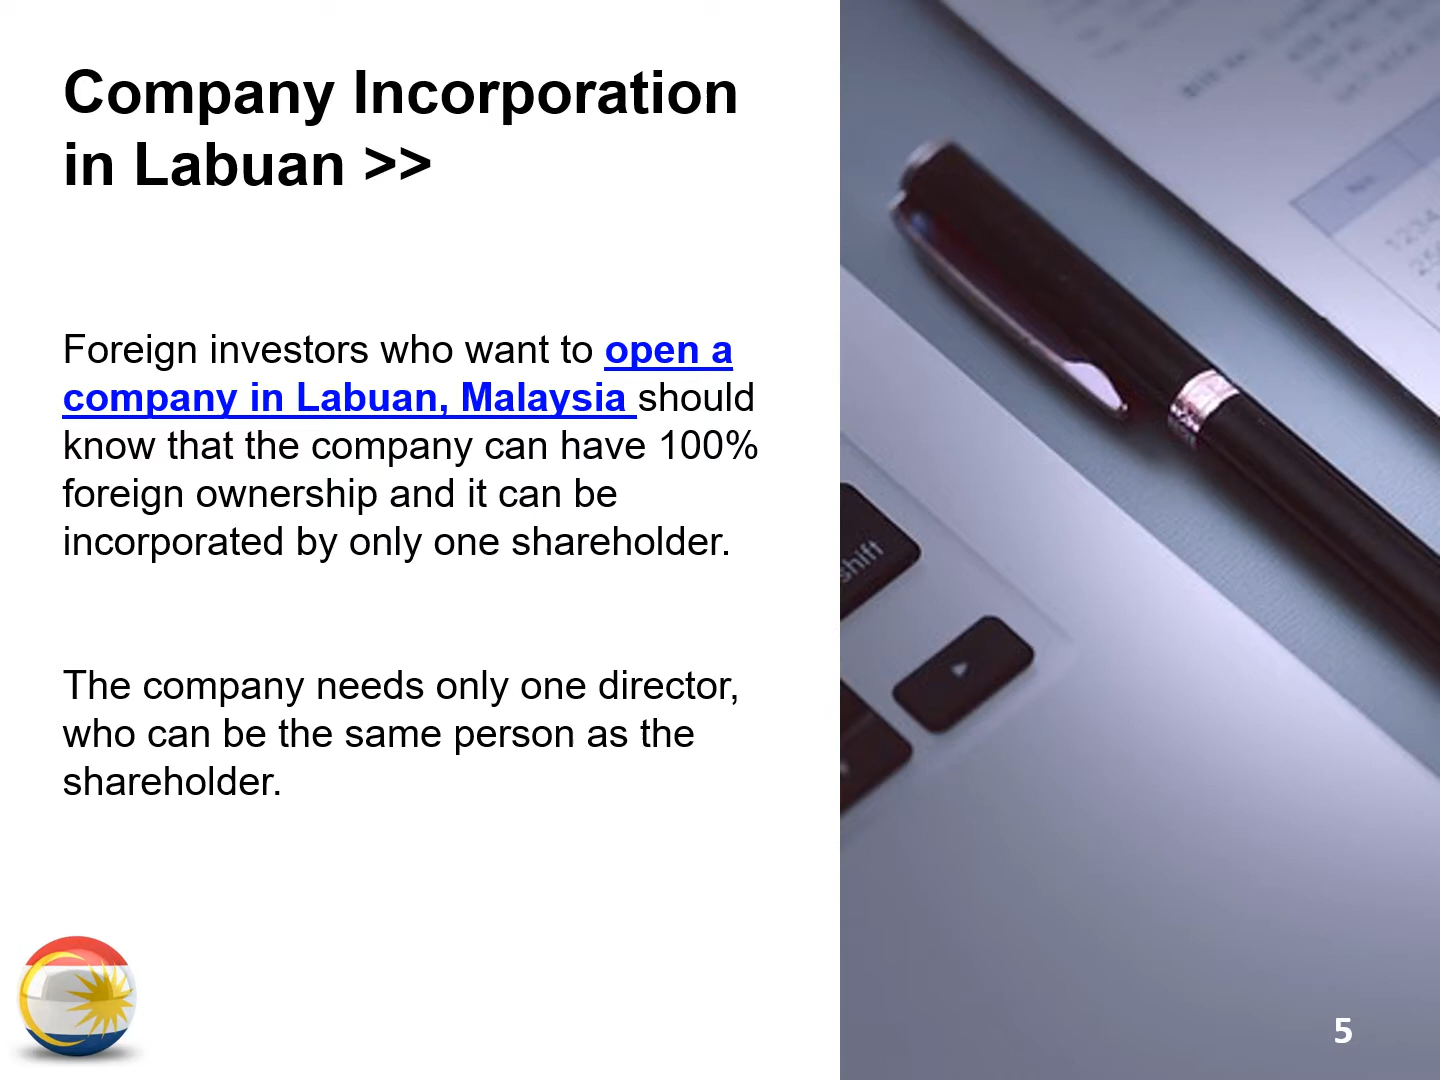 Company Incorporation
in Labuan >>
Foreign investors who want to open a
company in Labuan, Malaysia should
know that the company can have 100%
foreign ownership and it can be
incorporated by only one shareholder.
The company needs only one director,
who can be the same person as the
shareholder.
shift
5